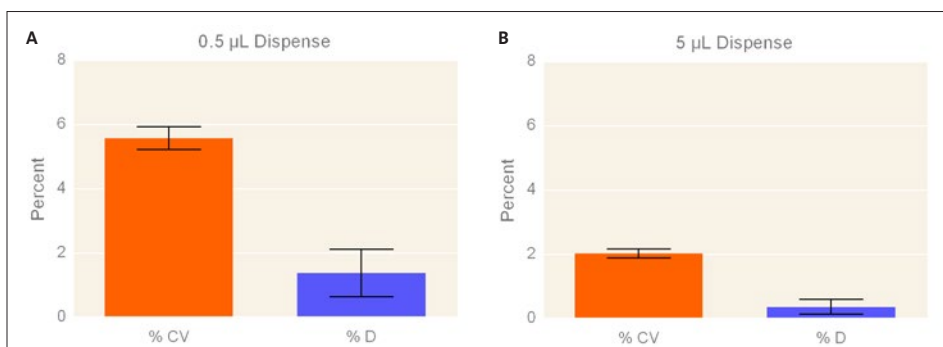 A
0.5 µL Dispense
8
6
4
2
0
Percent
% CV
% D
B
5 µL Dispense
8
6
4
2
0
Percent
% CV
% D